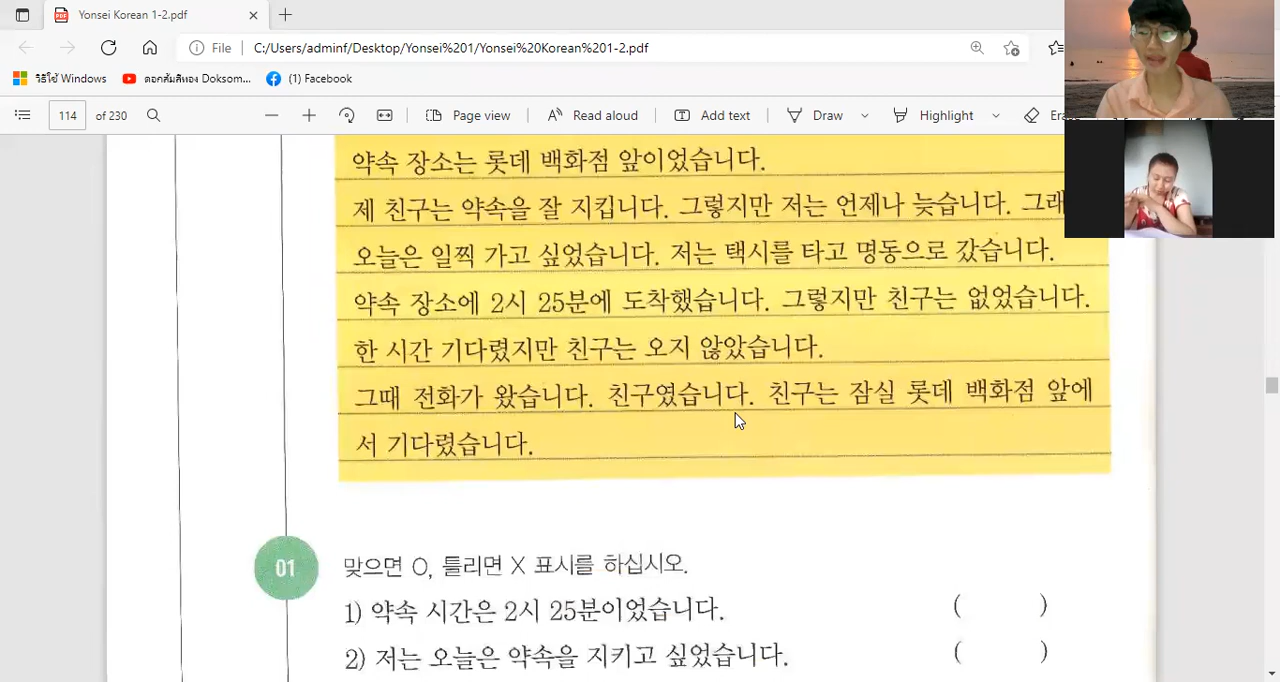 Yonsei Korean 1-2.pdf
File C:/Users/adminf/Desktop/Yonsei%201/Yonsei%20Korean%201-2.pdf
วิธีใช้ Windows ดอกส้มสีทอง Doksom... (1) Facebook
114 of 230 Page view Read aloud Add text Draw Highlight
약속 장소는 롯데 백화점 앞이었습니다.
제 친구는 약속을 잘 지킵니다. 그렇지만 저는 언제나 늦습니다.
오늘은 일찍 가고 싶었습니다. 저는 택시를 타고 명동으로 갔습니다.
약속 장소에 2시 25분에 도착했습니다. 그렇지만 친구는 없었습니다.
한 시간 기다렸지만 친구는 오지 않았습니다.
그때 전화가 왔습니다. 친구였습니다. 친구는 잠실 롯데 백화점 앞에
서 기다렸습니다.
01 맞으면 O, 틀리면 X 표시를 하십시오.
1) 약속 시간은 2시 25분이었습니다. ( )
2) 저는 오늘은 약속을 지키고 싶었습니다. ( )